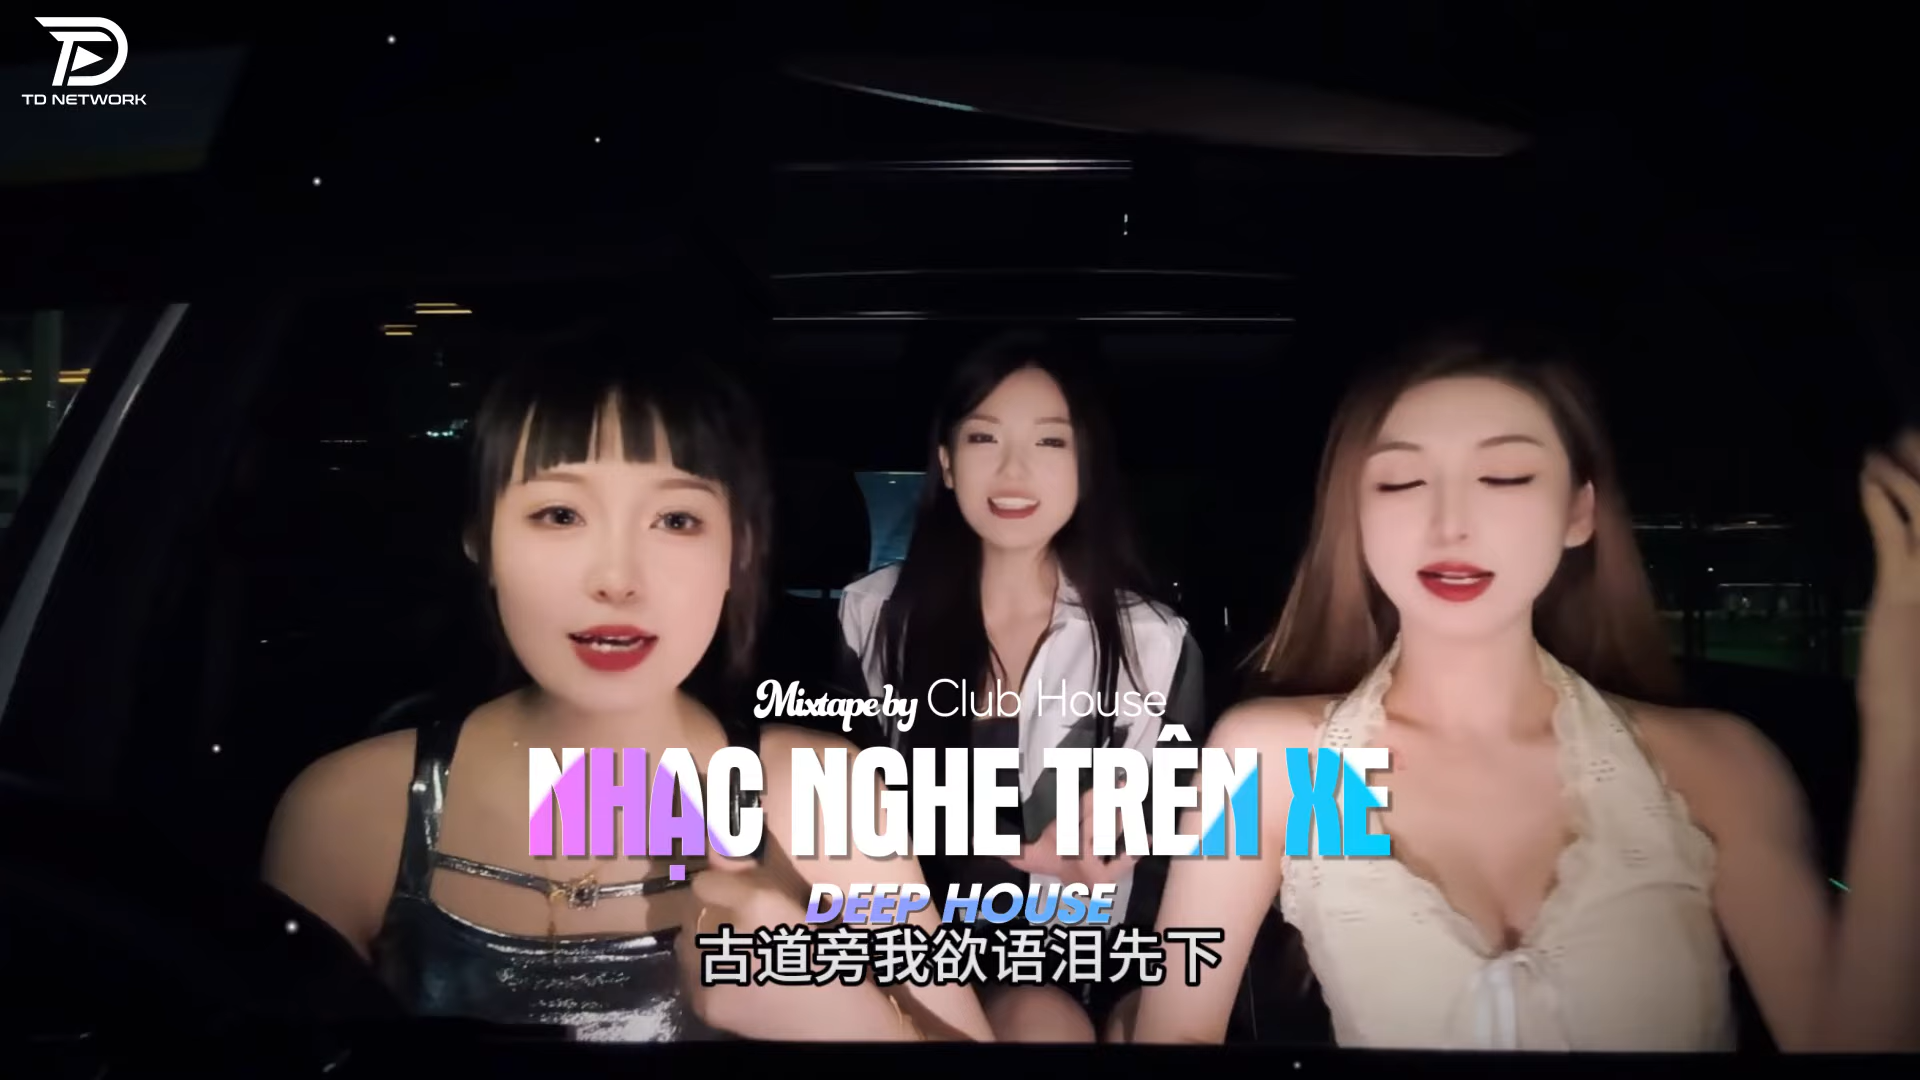 TD NETWORK
Mixtape by Club House
NHẠC NGHE TRÊN XE
DEEP HOUSE
古道旁我欲语泪先下